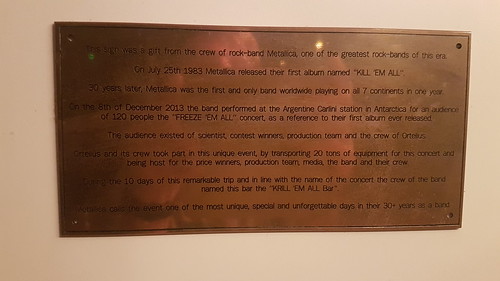 This sign was a gift from the crew of rock-band Metallica, one of the greatest rock-bands of this era.
On July 25th 1983 Metallica released their first album named "KILL 'EM ALL".
30 years later, Metallica was the first and only band worldwide playing on all 7 continents in one year.
On the 8th of December 2013 the band performed at the Argentine Carlini station in Antarctica for an audience
of 120 people the "FREEZE 'EM ALL" concert, as a reference to their first album ever released.
The audience existed of scientist, contest winners, production team and the crew of Ortelius.
Ortelius and its crew took part in this unique event, by transporting 20 tons of equipment for this concert and
being host for the price winners, production team, media, the band and their crew.
During the 10 days of this remarkable trip and in line with the name of the concert the crew of the band
named this bar the "KRILL 'EM ALL Bar".
Metallica calls the event one of the most unique, special and unforgettable days in their 30+ years as a band.